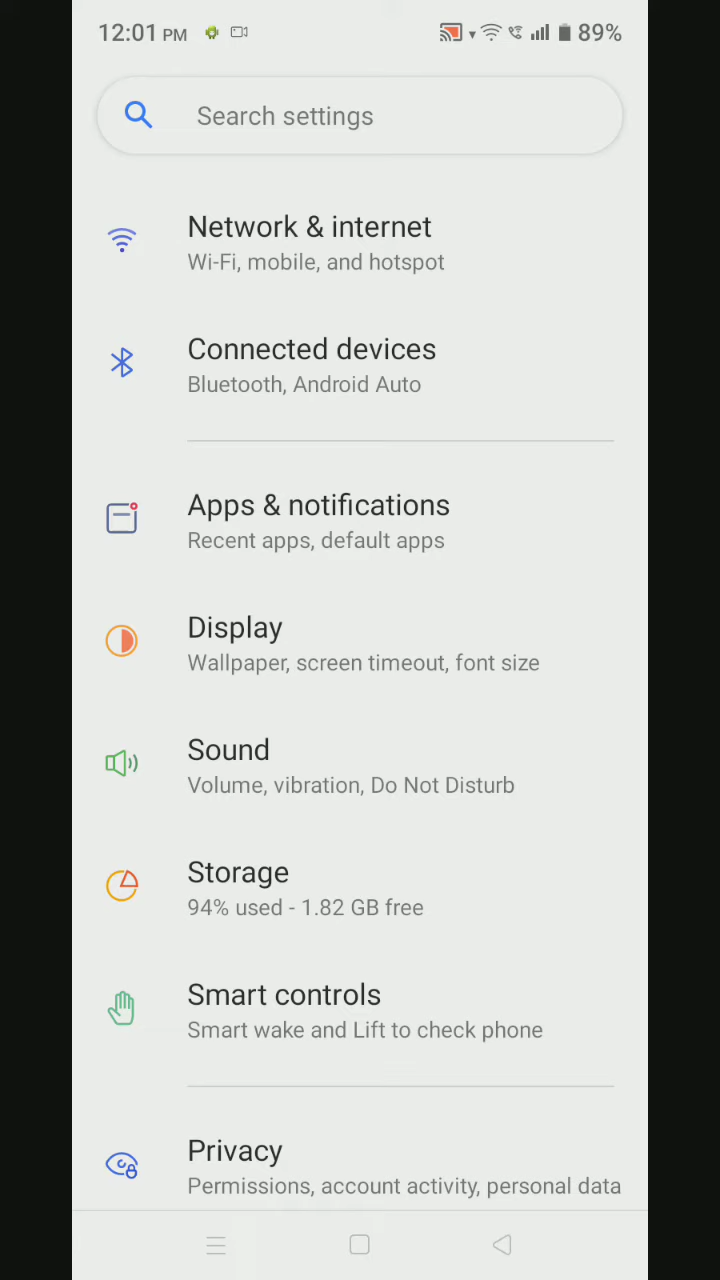 12:01 PM 89%
Search settings
Network & internet
Wi-Fi, mobile, and hotspot
Connected devices
Bluetooth, Android Auto
Apps & notifications
Recent apps, default apps
Display
Wallpaper, screen timeout, font size
Sound
Volume, vibration, Do Not Disturb
Storage
94% used - 1.82 GB free
Smart controls
Smart wake and Lift to check phone
Privacy
Permissions, account activity, personal data